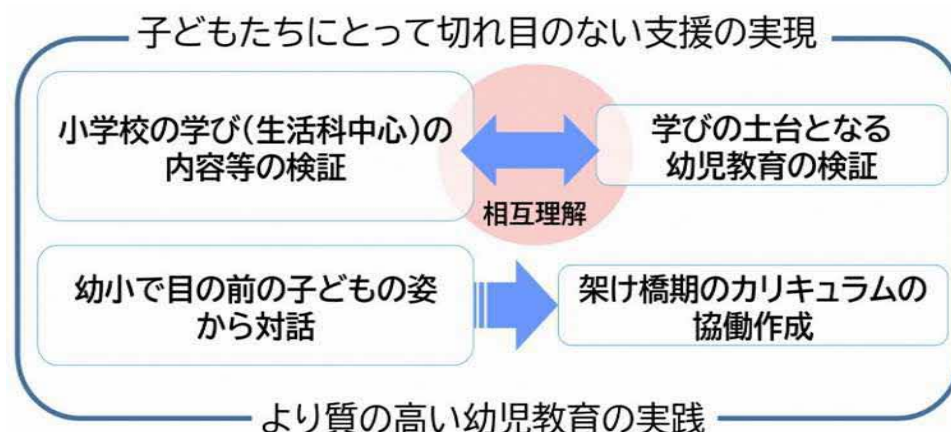 子どもたちにとって切れ目のない支援の実現
小学校の学び(生活科中心)の
内容等の検証
学びの土台となる
幼児教育の検証
相互理解
幼小で目の前の子どもの姿
から対話
架け橋期のカリキュラムの
協働作成
より質の高い幼児教育の実践